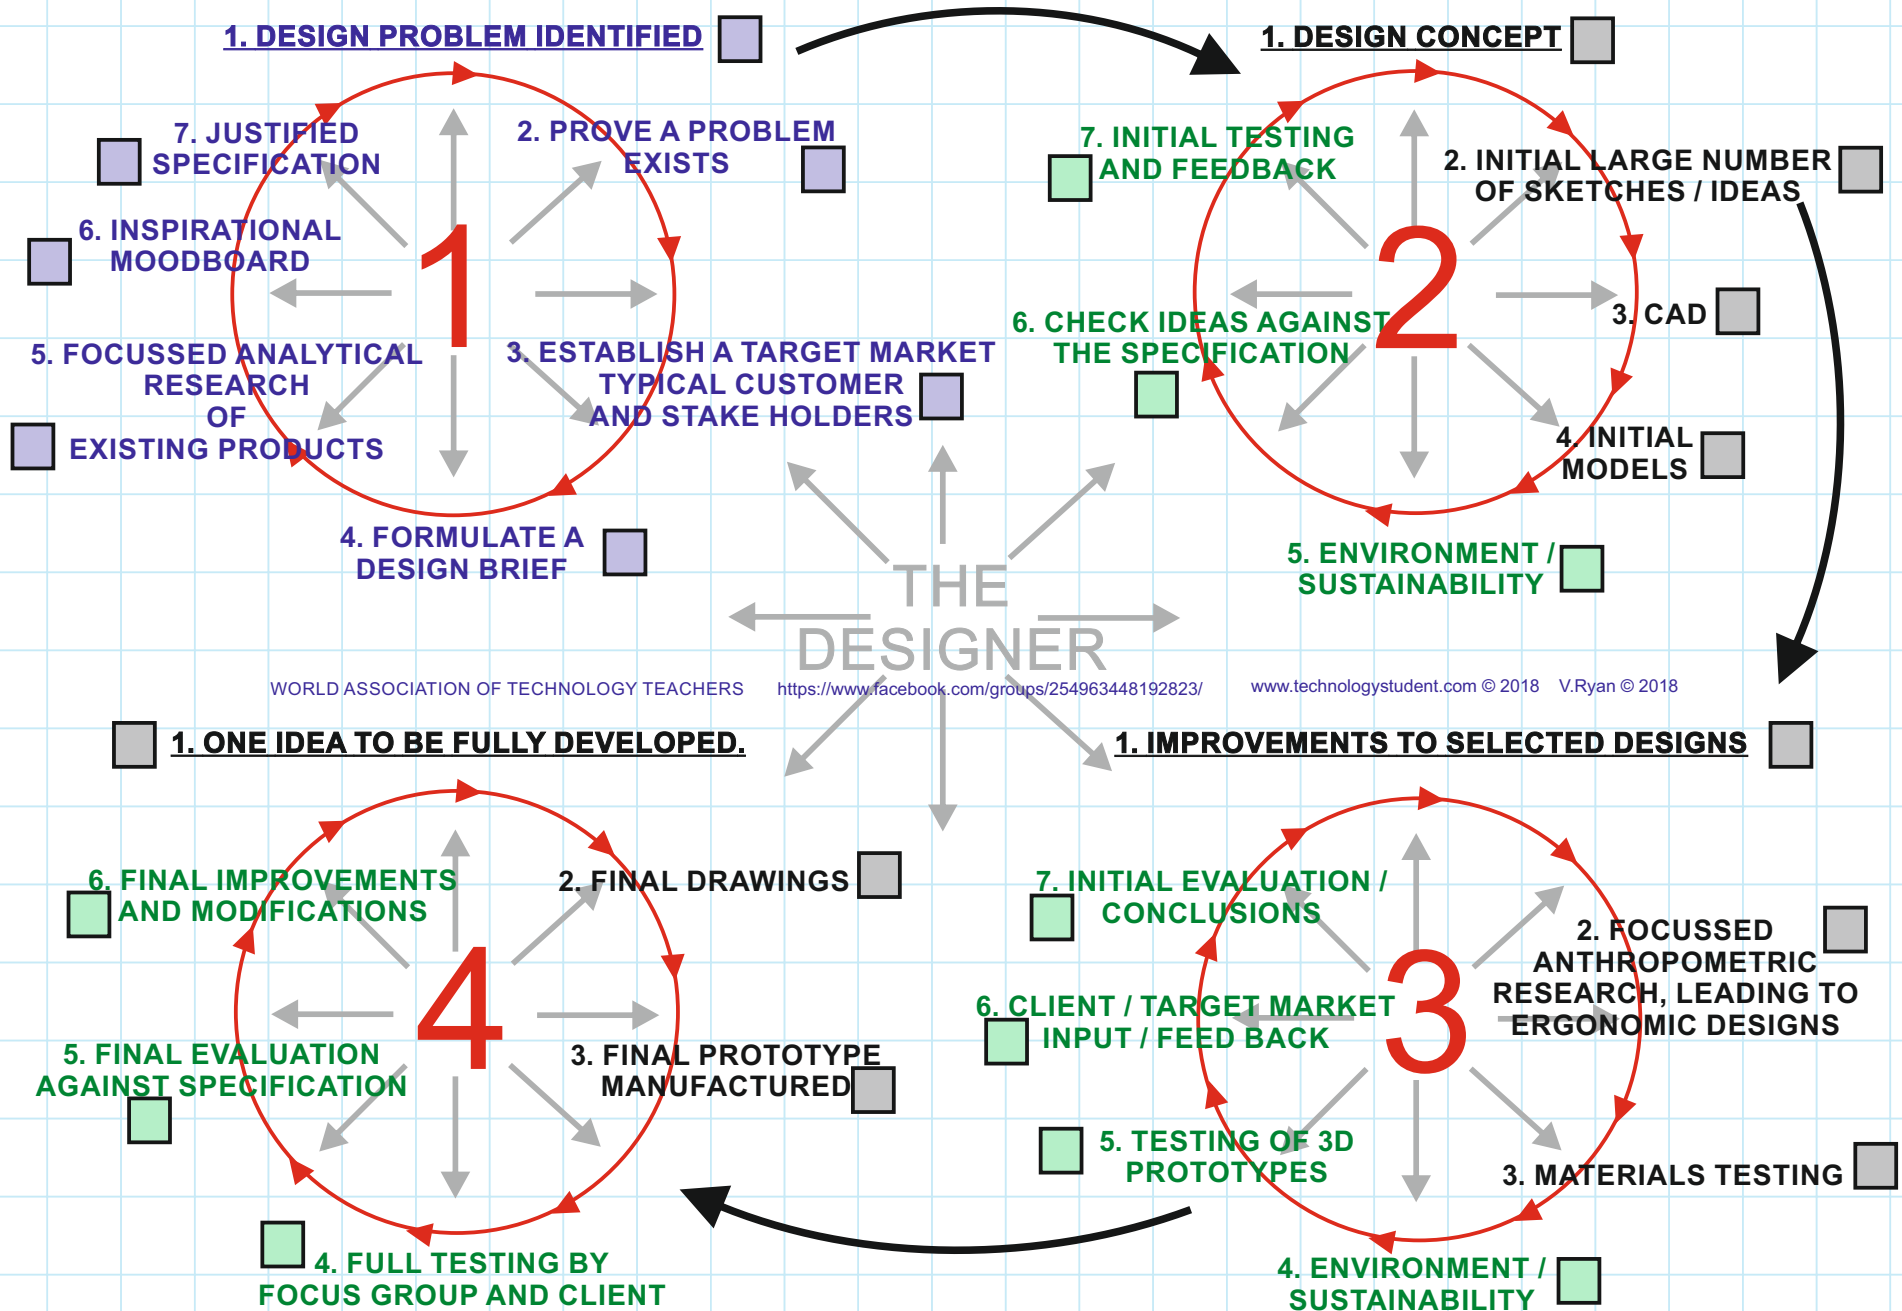 1. DESIGN PROBLEM IDENTIFIED
7. JUSTIFIED
SPECIFICATION
2. PROVE A PROBLEM
EXISTS
6. INSPIRATIONAL
MOODBOARD
1
5. FOCUSSED ANALYTICAL
RESEARCH
OF
EXISTING PRODUCTS
3. ESTABLISH A TARGET MARKET
TYPICAL CUSTOMER
AND STAKE HOLDERS
4. FORMULATE A
DESIGN BRIEF
1. DESIGN CONCEPT
7. INITIAL TESTING
AND FEEDBACK
2. INITIAL LARGE NUMBER
OF SKETCHES / IDEAS
2
6. CHECK IDEAS AGAINST
THE SPECIFICATION
3. CAD
4. INITIAL
MODELS
5. ENVIRONMENT /
SUSTAINABILITY
THE
DESIGNER
WORLD ASSOCIATION OF TECHNOLOGY TEACHERS https://www.facebook.com/groups/254963448192823/ www.technologystudent.com © 2018 V.Ryan © 2018
1. ONE IDEA TO BE FULLY DEVELOPED.
6. FINAL IMPROVEMENTS
AND MODIFICATIONS
2. FINAL DRAWINGS
4
5. FINAL EVALUATION
AGAINST SPECIFICATION
3. FINAL PROTOTYPE
MANUFACTURED
4. FULL TESTING BY
FOCUS GROUP AND CLIENT
1. IMPROVEMENTS TO SELECTED DESIGNS
7. INITIAL EVALUATION /
CONCLUSIONS
2. FOCUSSED
ANTHROPOMETRIC
RESEARCH, LEADING TO
ERGONOMIC DESIGNS
3
6. CLIENT / TARGET MARKET
INPUT / FEED BACK
5. TESTING OF 3D
PROTOTYPES
3. MATERIALS TESTING
4. ENVIRONMENT /
SUSTAINABILITY